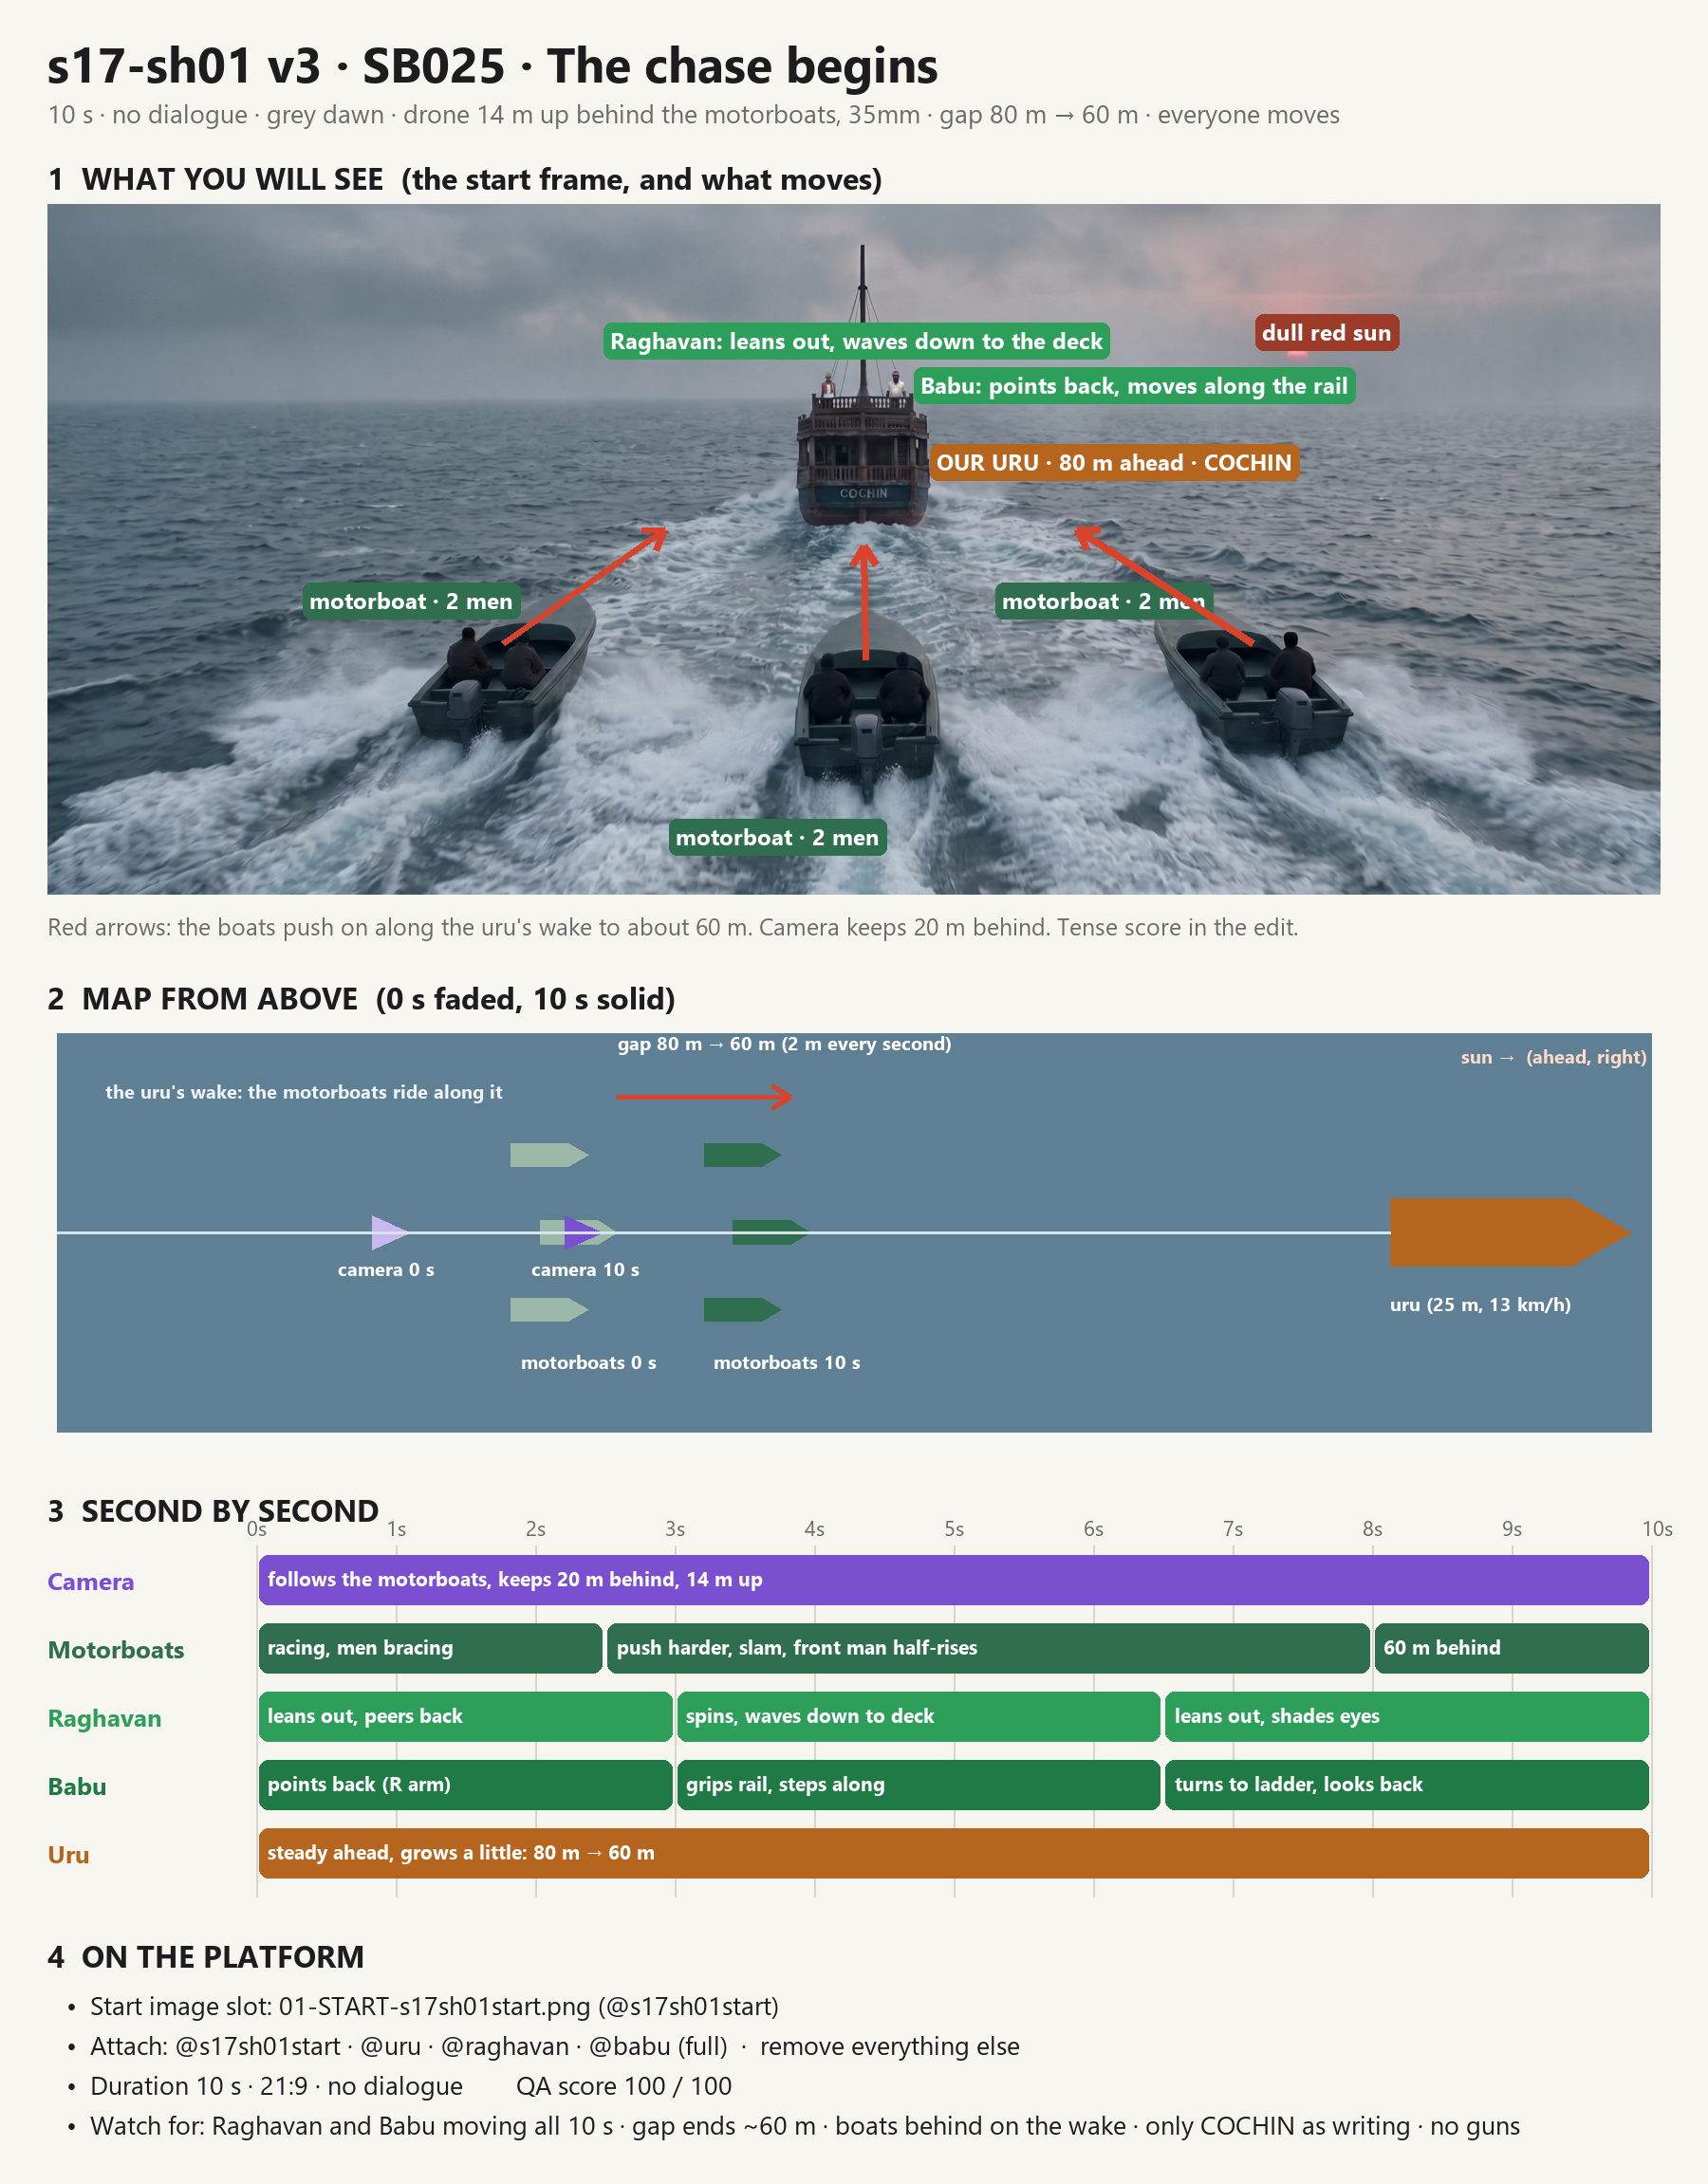 s17-sh01 v3 · SB025 · The chase begins
10 s · no dialogue · grey dawn · drone 14 m up behind the motorboats, 35mm · gap 80 m → 60 m · everyone moves
1 WHAT YOU WILL SEE (the start frame, and what moves)
dull red sun
Raghavan: leans out, waves down to the deck
Babu: points back, moves along the rail
OUR URU · 80 m ahead · COCHIN
COCHIN
motorboat · 2 men
motorboat · 2 men
motorboat · 2 men
Red arrows: the boats push on along the uru's wake to about 60 m. Camera keeps 20 m behind. Tense score in the edit.
2 MAP FROM ABOVE (0 s faded, 10 s solid)
gap 80 m → 60 m (2 m every second)
sun → (ahead, right)
the uru's wake: the motorboats ride along it
camera 0 s
camera 10 s
uru (25 m, 13 km/h)
motorboats 0 s
motorboats 10 s
3 SECOND BY SECOND
0s 1s 2s 3s 4s 5s 6s 7s 8s 9s 10s
Camera follows the motorboats, keeps 20 m behind, 14 m up
Motorboats racing, men bracing push harder, slam, front man half-rises 60 m behind
Raghavan leans out, peers back spins, waves down to deck leans out, shades eyes
Babu points back (R arm) grips rail, steps along turns to ladder, looks back
Uru steady ahead, grows a little: 80 m → 60 m
4 ON THE PLATFORM
• Start image slot: 01-START-s17sh01start.png (@s17sh01start)
• Attach: @s17sh01start · @uru · @raghavan · @babu (full) · remove everything else
• Duration 10 s · 21:9 · no dialogue QA score 100 / 100
• Watch for: Raghavan and Babu moving all 10 s · gap ends ~60 m · boats behind on the wake · only COCHIN as writing · no guns